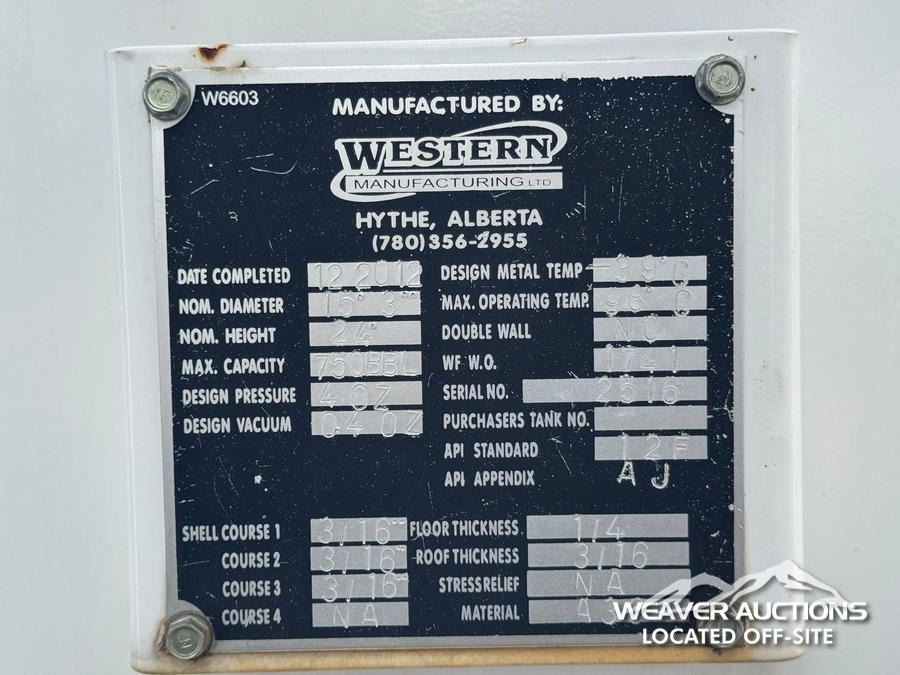 W6603
MANUFACTURED BY:
WESTERN
MANUFACTURING LTD
HYTHE, ALBERTA
(780)356-2955
DATE COMPLETED 12 2012
NOM. DIAMETER 15' 3"
NOM. HEIGHT 24'
MAX. CAPACITY 750BBL
DESIGN PRESSURE 4 OZ
DESIGN VACUUM 0.4 OZ
DESIGN METAL TEMP -39°C
MAX. OPERATING TEMP. 98°C
DOUBLE WALL NO
WF W.O. 1741
SERIAL NO. 2516
PURCHASERS TANK NO.
API STANDARD 12F
API APPENDIX A J
SHELL COURSE 1 3/16"
COURSE 2 3/16"
COURSE 3 3/16"
COURSE 4 NA
FLOOR THICKNESS 1/4
ROOF THICKNESS 3/16
STRESS RELIEF NA
MATERIAL
WEAVER AUCTIONS
LOCATED OFF-SITE